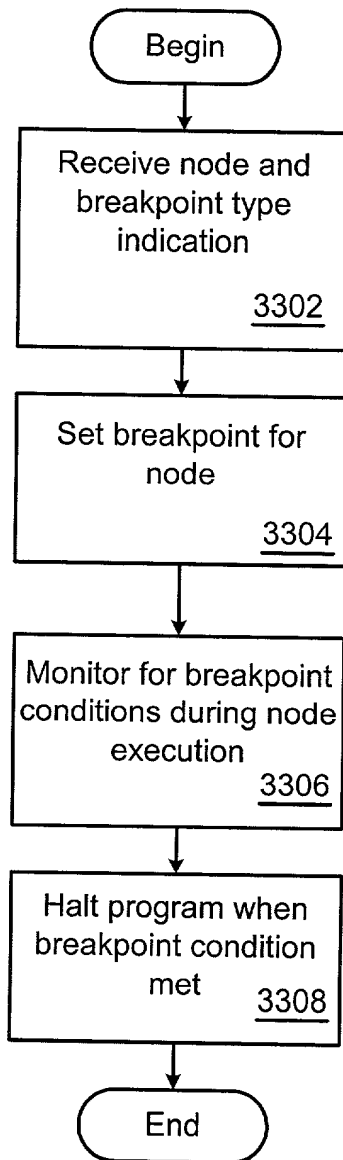 Begin
Receive node and
breakpoint type
indication
3302
Set breakpoint for
node
3304
Monitor for breakpoint
conditions during node
execution
3306
Halt program when
breakpoint condition
met
3308
End